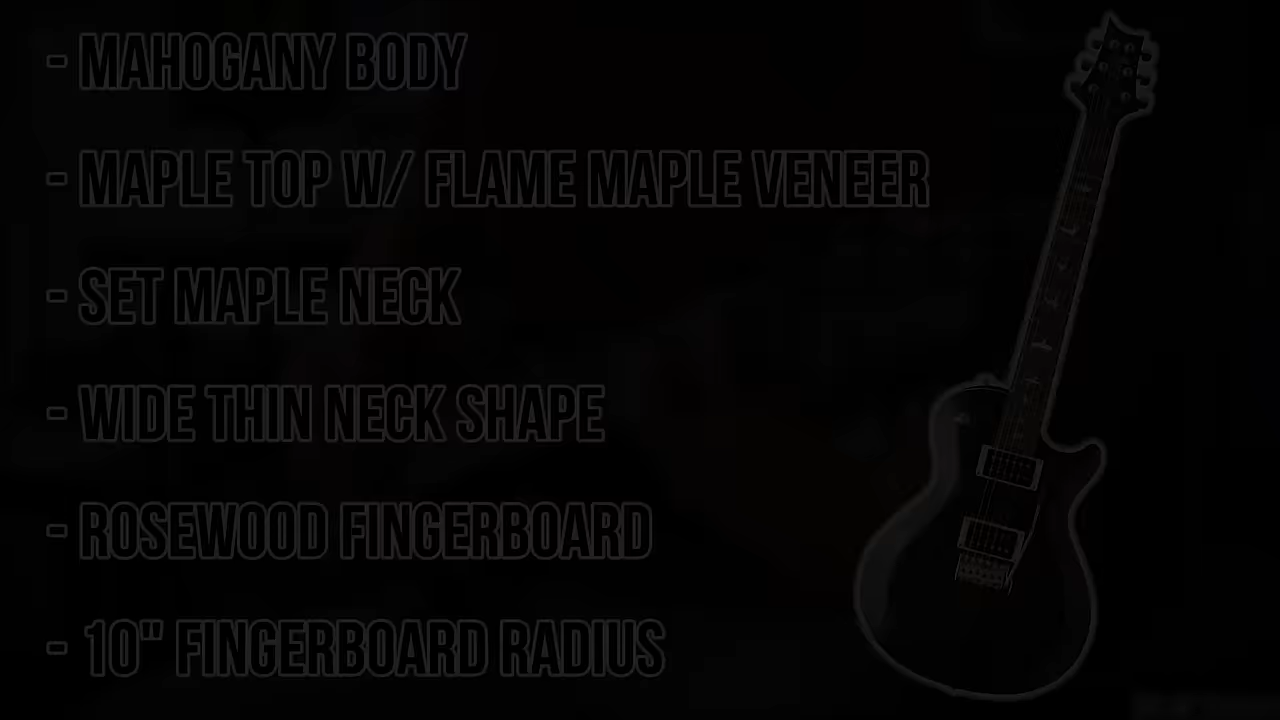 - MAHOGANY BODY
- MAPLE TOP W/ FLAME MAPLE VENEER
- SET MAPLE NECK
- WIDE THIN NECK SHAPE
- ROSEWOOD FINGERBOARD
- 10" FINGERBOARD RADIUS